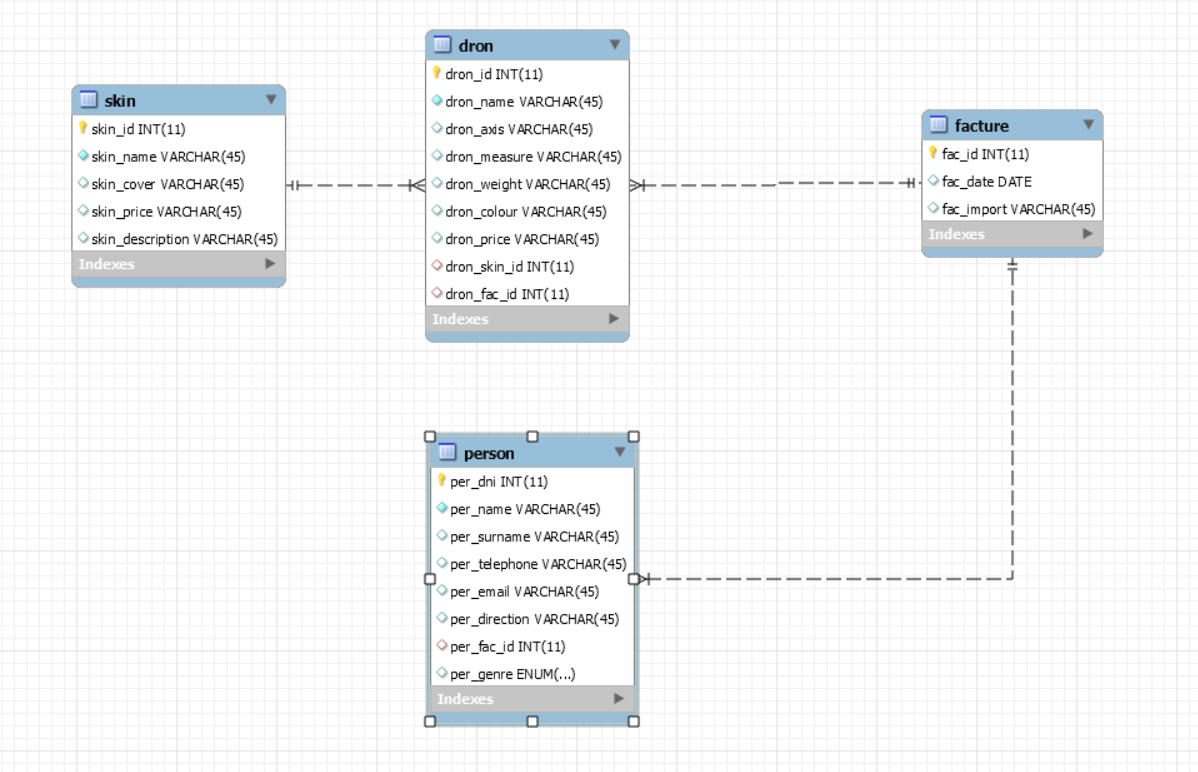 skin
skin_id INT(11)
skin_name VARCHAR(45)
skin_cover VARCHAR(45)
skin_price VARCHAR(45)
skin_description VARCHAR(45)
Indexes
dron
dron_id INT(11)
dron_name VARCHAR(45)
dron_axis VARCHAR(45)
dron_measure VARCHAR(45)
dron_weight VARCHAR(45)
dron_colour VARCHAR(45)
dron_price VARCHAR(45)
dron_skin_id INT(11)
dron_fac_id INT(11)
Indexes
facture
fac_id INT(11)
fac_date DATE
fac_import VARCHAR(45)
Indexes
person
per_dni INT(11)
per_name VARCHAR(45)
per_surname VARCHAR(45)
per_telephone VARCHAR(45)
per_email VARCHAR(45)
per_direction VARCHAR(45)
per_fac_id INT(11)
per_genre ENUM(...)
Indexes